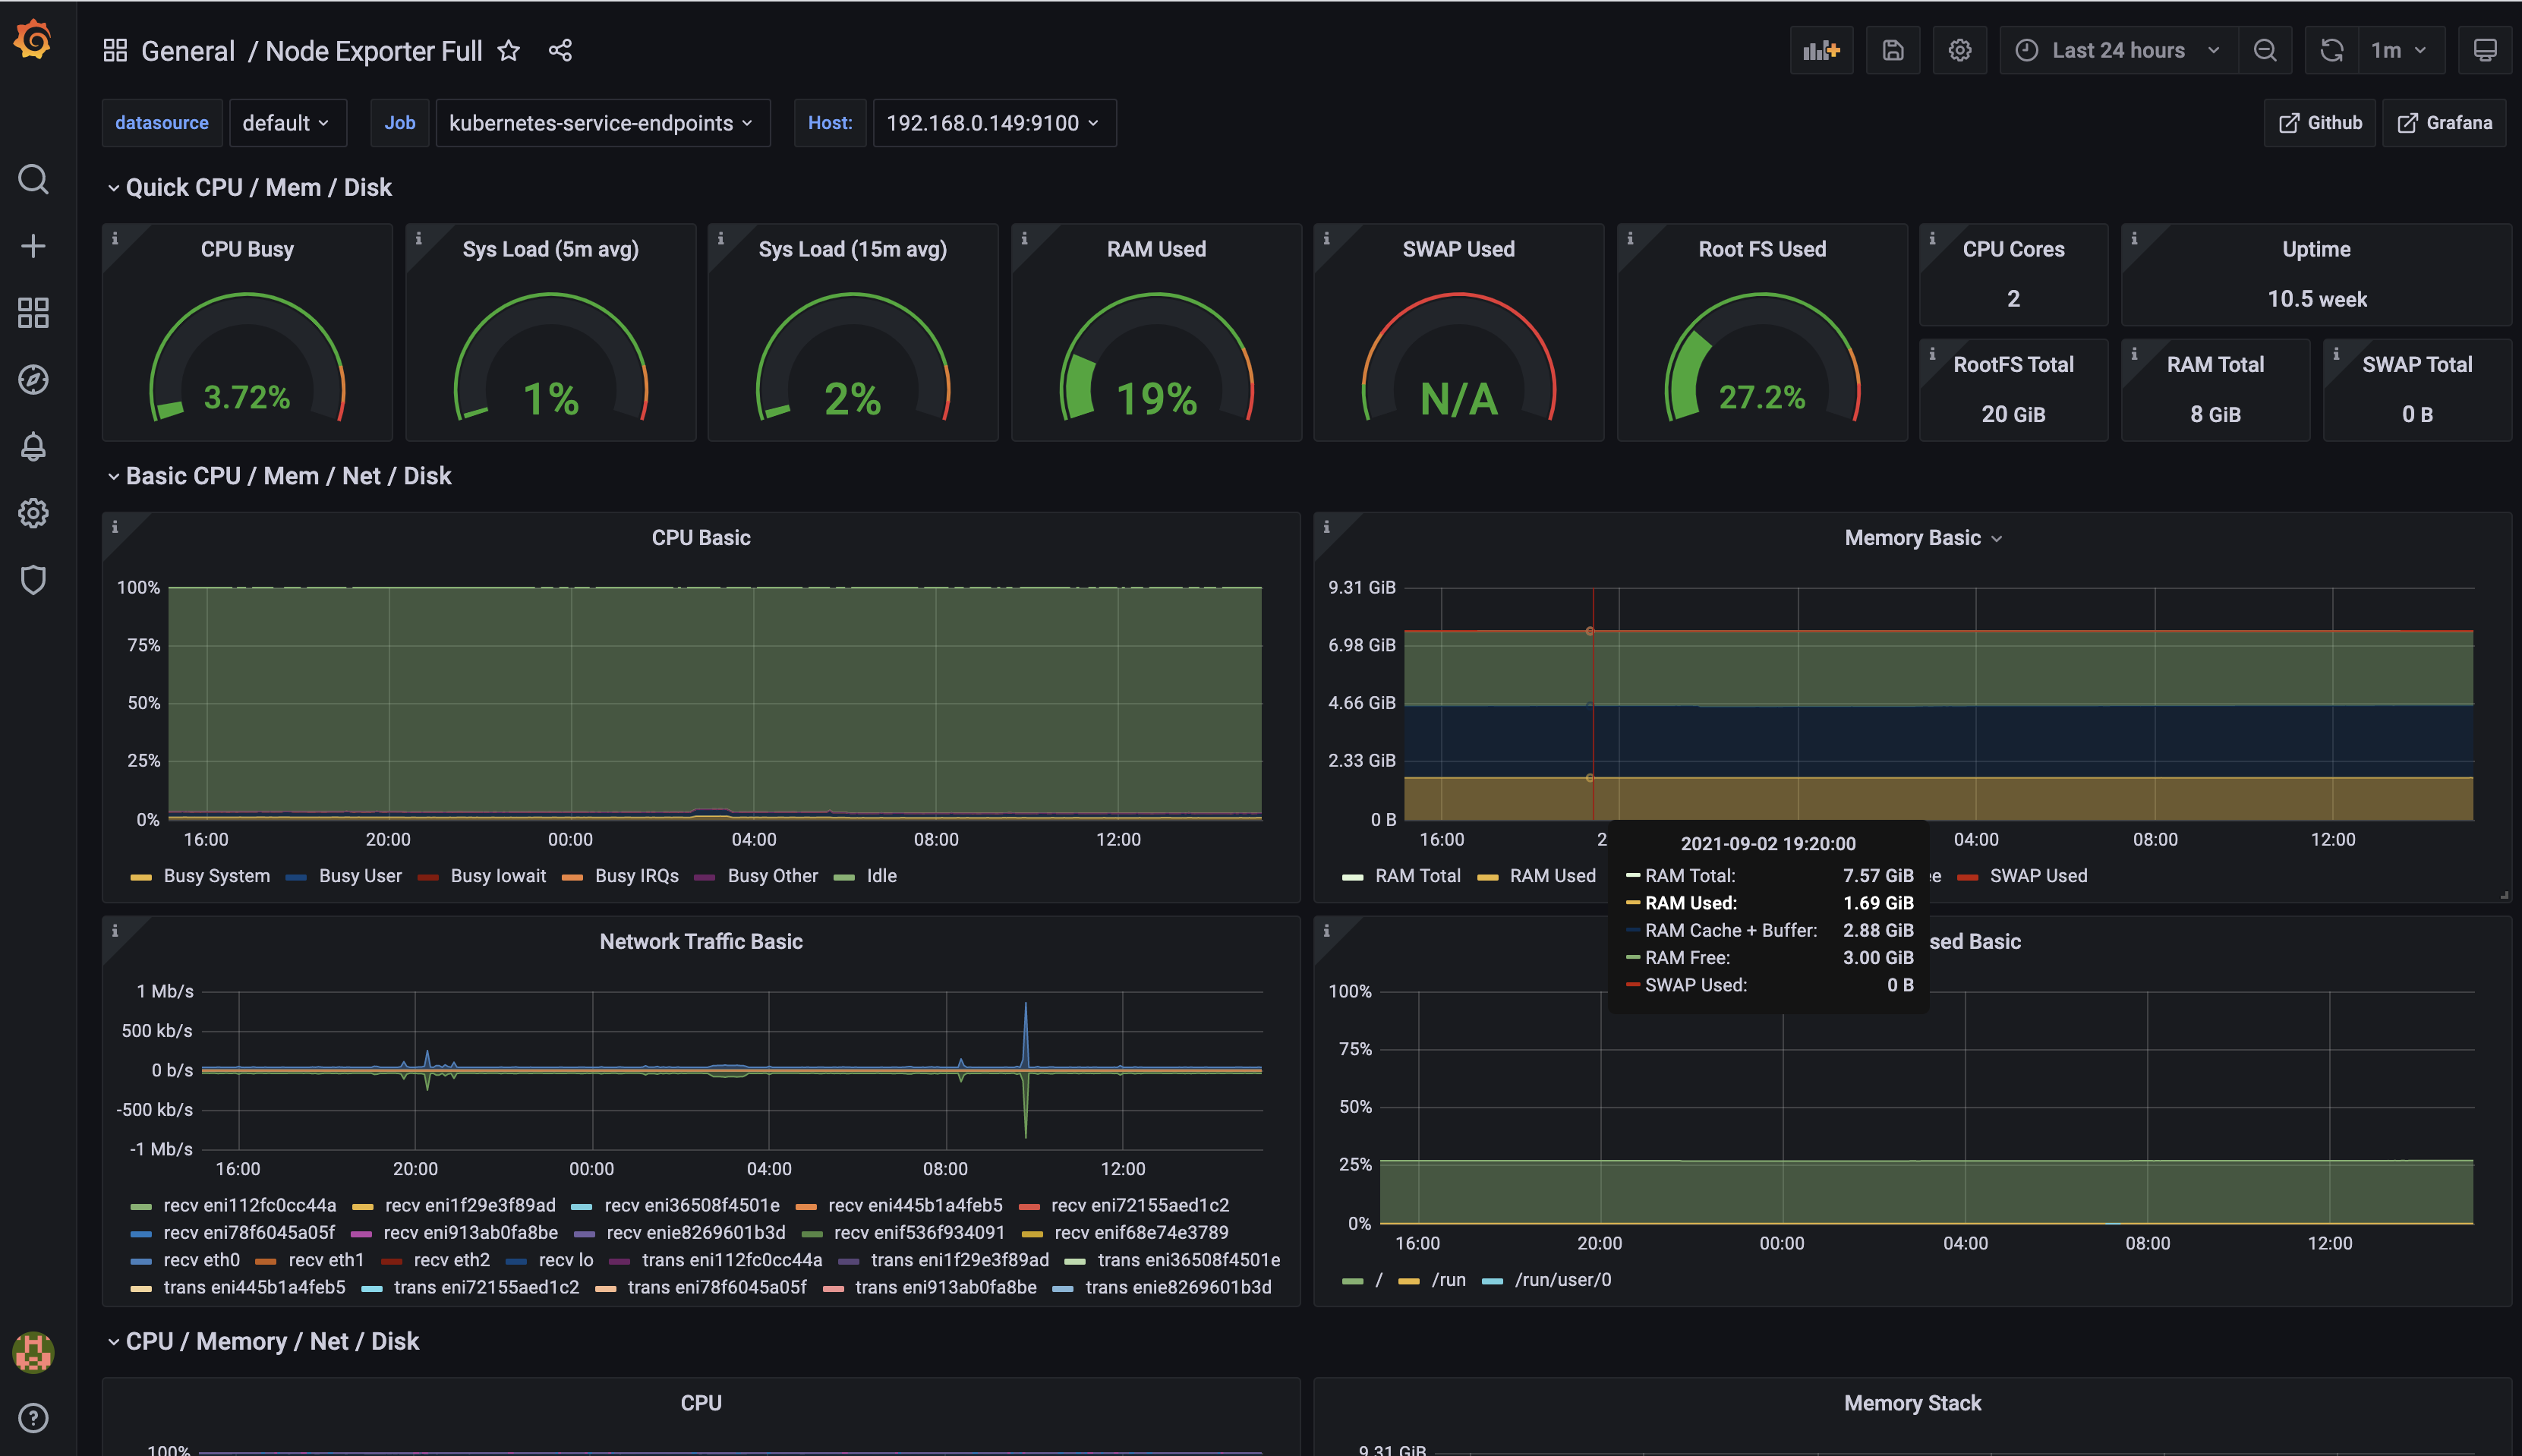 General / Node Exporter Full
Last 24 hours
1m
datasource default Job kubernetes-service-endpoints Host: 192.168.0.149:9100
Github Grafana
Quick CPU / Mem / Disk
CPU Busy
3.72%
Sys Load (5m avg)
1%
Sys Load (15m avg)
2%
RAM Used
19%
SWAP Used
N/A
Root FS Used
27.2%
CPU Cores
2
Uptime
10.5 week
RootFS Total
20 GiB
RAM Total
8 GiB
SWAP Total
0 B
Basic CPU / Mem / Net / Disk
CPU Basic
100%
75%
50%
25%
0%
16:00 20:00 00:00 04:00 08:00 12:00
Busy System Busy User Busy Iowait Busy IRQs Busy Other Idle
Memory Basic
9.31 GiB
6.98 GiB
4.66 GiB
2.33 GiB
0 B
16:00 2 04:00 08:00 12:00
RAM Total RAM Used e SWAP Used
2021-09-02 19:20:00
RAM Total: 7.57 GiB
RAM Used: 1.69 GiB
RAM Cache + Buffer: 2.88 GiB
RAM Free: 3.00 GiB
SWAP Used: 0 B
Network Traffic Basic
1 Mb/s
500 kb/s
0 b/s
-500 kb/s
-1 Mb/s
16:00 20:00 00:00 04:00 08:00 12:00
recv eni112fc0cc44a recv eni1f29e3f89ad recv eni36508f4501e recv eni445b1a4feb5 recv eni72155aed1c2
recv eni78f6045a05f recv eni913ab0fa8be recv enie8269601b3d recv enif536f934091 recv enif68e74e3789
recv eth0 recv eth1 recv eth2 recv lo trans eni112fc0cc44a trans eni1f29e3f89ad trans eni36508f4501e
trans eni445b1a4feb5 trans eni72155aed1c2 trans eni78f6045a05f trans eni913ab0fa8be trans enie8269601b3d
sed Basic
100%
75%
50%
25%
0%
16:00 20:00 00:00 04:00 08:00 12:00
/ /run /run/user/0
CPU / Memory / Net / Disk
CPU
100%
Memory Stack
9.31 GiB